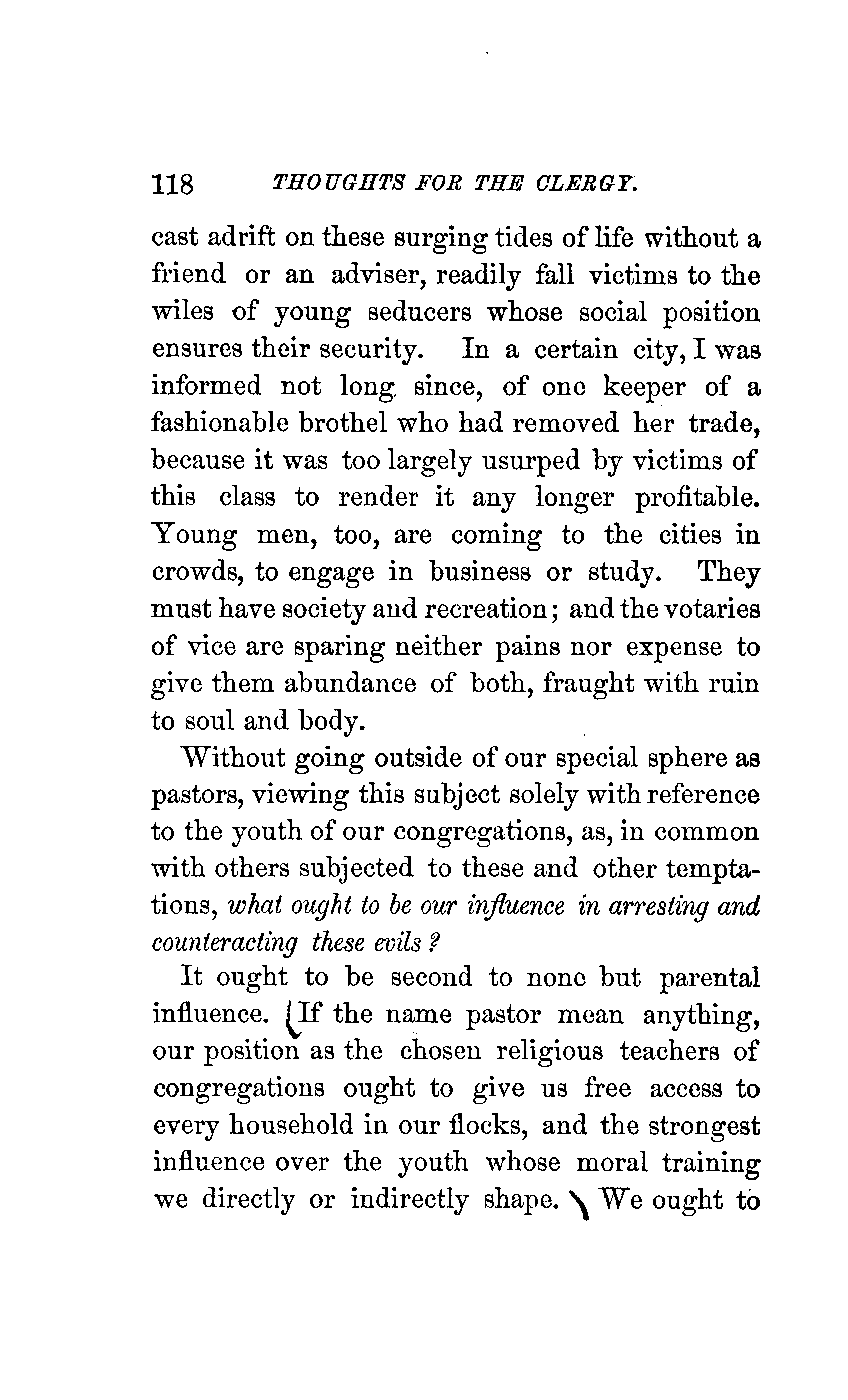 118 THOUGHTS FOR THE CLERGY.
cast adrift on these surging tides of life without a
friend or an adviser, readily fall victims to the
wiles of young seducers whose social position
ensures their security. In a certain city, I was
informed not long since, of one keeper of a
fashionable brothel who had removed her trade,
because it was too largely usurped by victims of
this class to render it any longer profitable.
Young men, too, are coming to the cities in
crowds, to engage in business or study. They
must have society and recreation; and the votaries
of vice are sparing neither pains nor expense to
give them abundance of both, fraught with ruin
to soul and body.
Without going outside of our special sphere as
pastors, viewing this subject solely with reference
to the youth of our congregations, as, in common
with others subjected to these and other tempta-
tions, what ought to be our influence in arresting and
counteracting these evils?
It ought to be second to none but parental
influence. (If the name pastor mean anything,
our position as the chosen religious teachers of
congregations ought to give us free access to
every household in our flocks, and the strongest
influence over the youth whose moral training
we directly or indirectly shape. \ We ought to